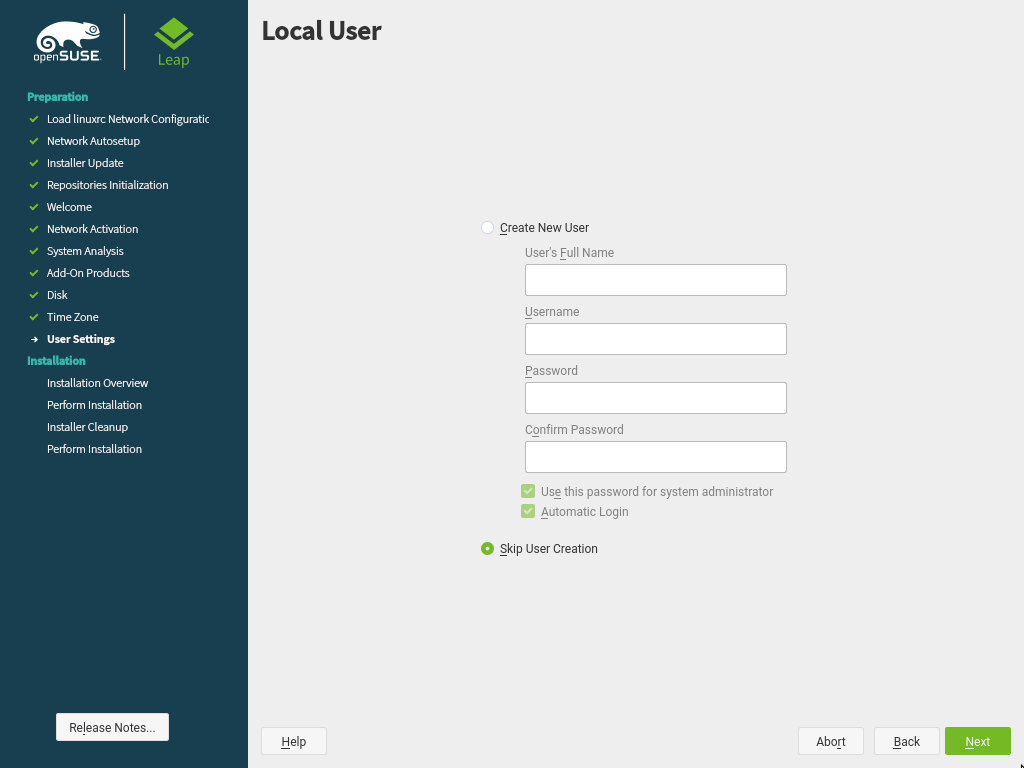 openSUSE
Leap
Preparation
Load linuxrc Network Configuratic
Network Autosetup
Installer Update
Repositories Initialization
Welcome
Network Activation
System Analysis
Add-On Products
Disk
Time Zone
User Settings
Installation
Installation Overview
Perform Installation
Installer Cleanup
Perform Installation
Release Notes...
Local User
Create New User
User's Full Name
Username
Password
Confirm Password
Use this password for system administrator
Automatic Login
Skip User Creation
Help
Abort
Back
Next